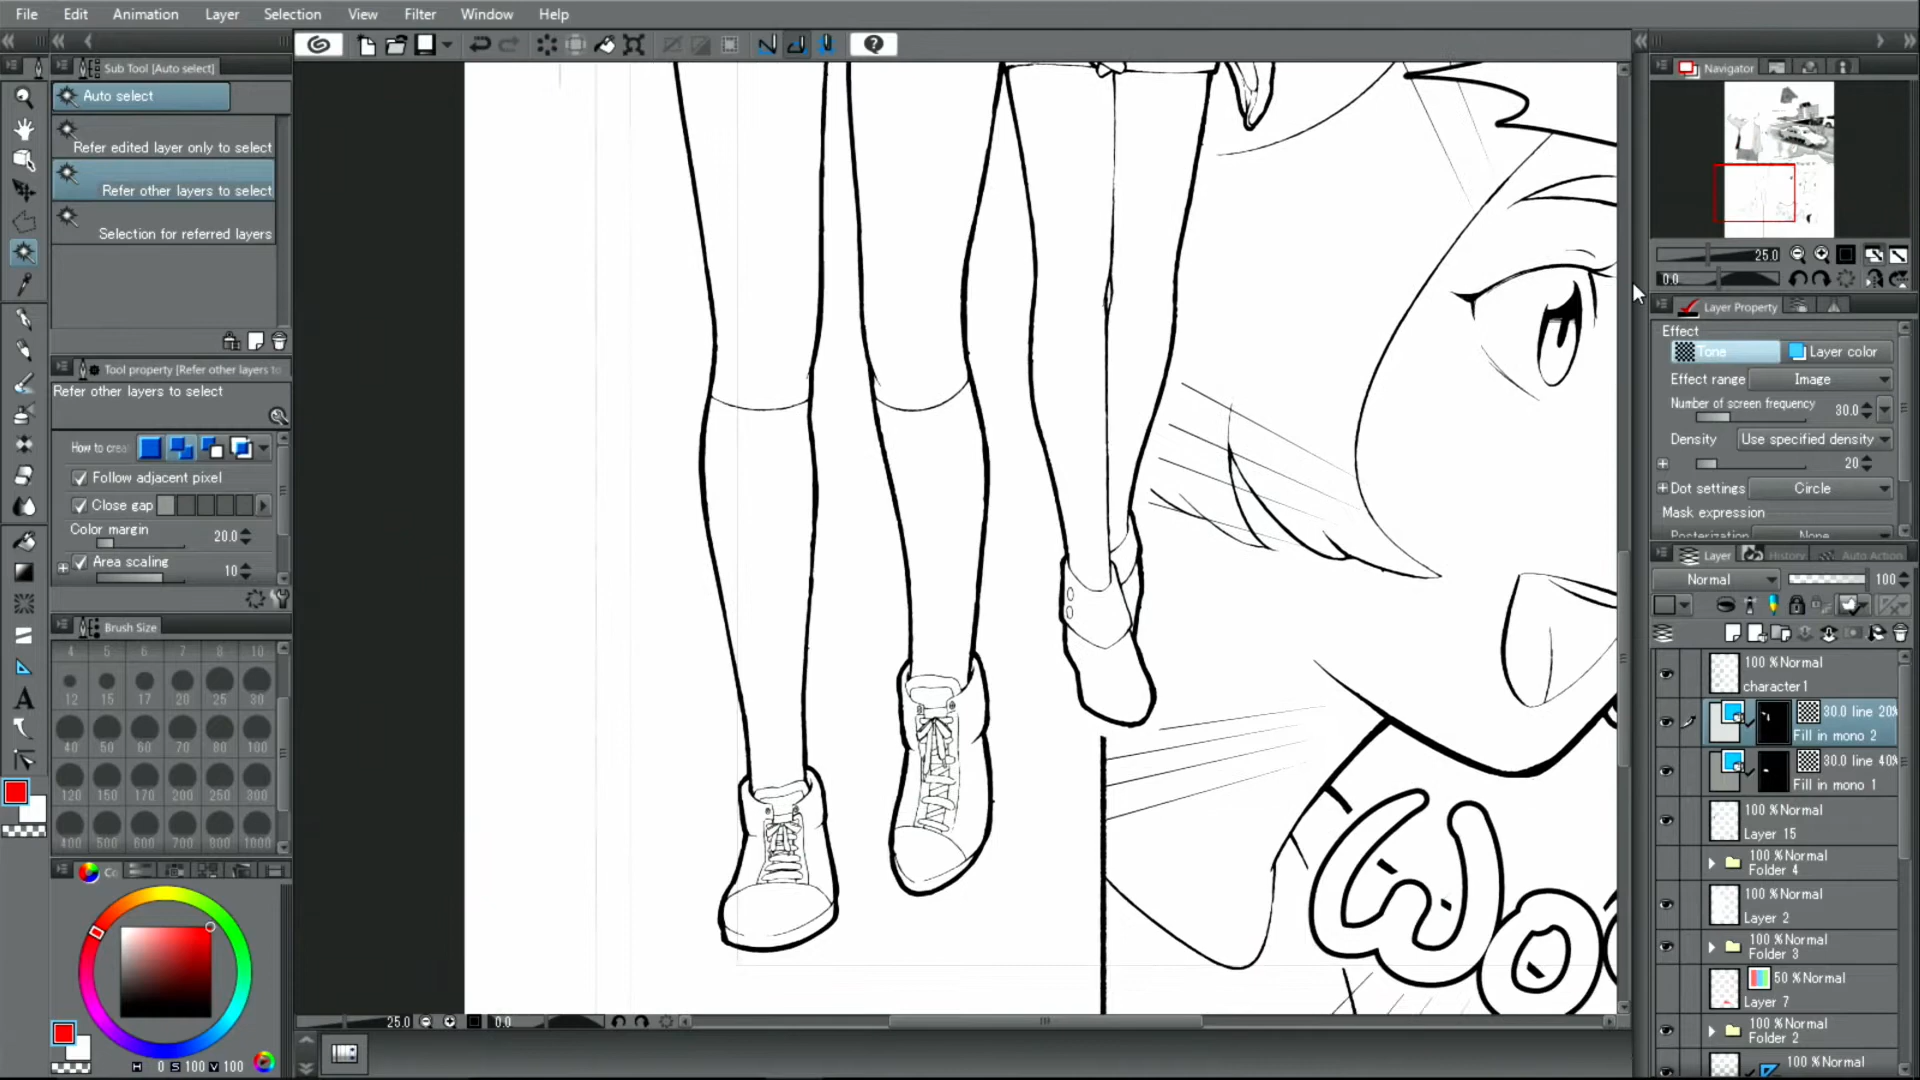 File Edit Animation Layer Selection View Filter Window Help
Sub Tool [Auto select]
Auto select
Refer edited layer only to select
Refer other layers to select
Selection for referred layers
Tool property [Refer other layers to
Refer other layers to select
How to crea
Follow adjacent pixel
Close gap
Color margin
20.0
Area scaling
10
Brush Size
4 5 6 7 8 10
12 15 17 20 25 30
40 50 60 70 80 100
120 150 170 200 250 300
400 500 600 700 800 1000
Co
H 0 S 100 V 100
A
Woo
25.0
0.0
Navigator
25.0
0.0
Layer Property
Effect
Tone
Layer color
Effect range
Image
Number of screen frequency
30.0
Density
Use specified density
20
Dot settings
Circle
Mask expression
Posterization
None
Layer
History
Auto Action
Normal
100
100 %Normal
character1
30.0 line 20%
Fill in mono 2
30.0 line 40%
Fill in mono 1
100 %Normal
Layer 15
100 %Normal
Folder 4
100 %Normal
Layer 2
100 %Normal
Folder 3
50 %Normal
Layer 7
100 %Normal
Folder 2
100 %Normal